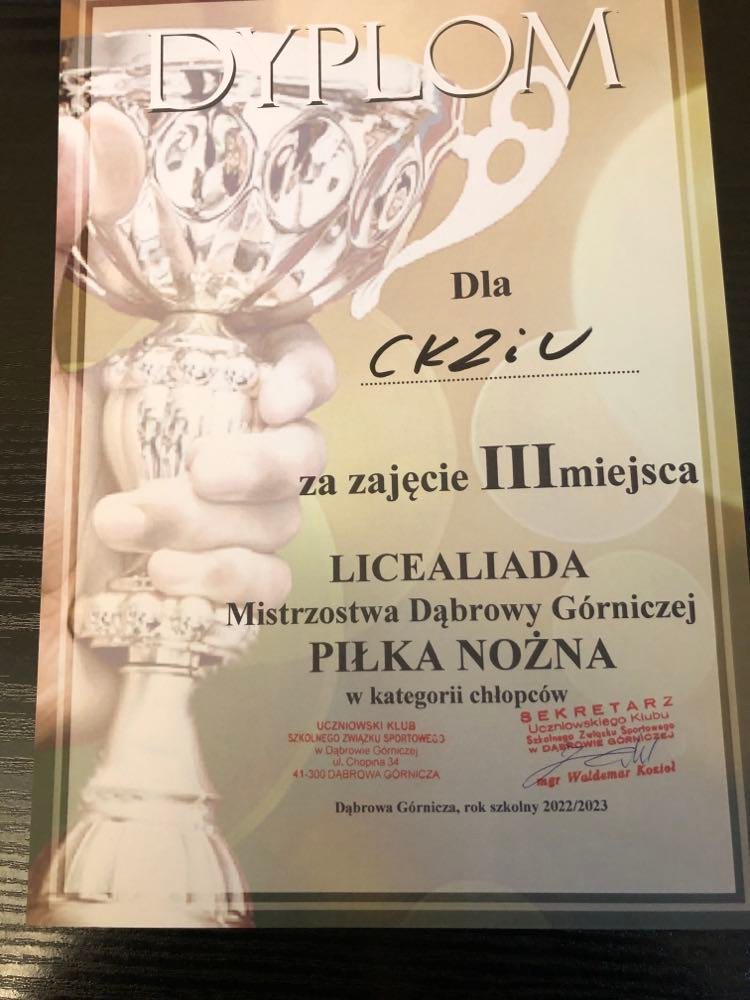 DYPLOM
Dla
CKZiU
za zajęcie III miejsca
LICEALIADA
Mistrzostwa Dąbrowy Górniczej
PIŁKA NOŻNA
w kategorii chłopców
UCZNIOWSKI KLUB
SZKOLNEGO ZWIĄZKU SPORTOWEGO
w Dąbrowie Górniczej
ul. Chopina 34
41-300 DĄBROWA GÓRNICZA
SEKRETARZ
Uczniowskiego Klubu
Szkolnego Związku Sportowego
w DĄBROWIE GÓRNICZEJ
mgr Waldemar Kozioł
Dąbrowa Górnicza, rok szkolny 2022/2023